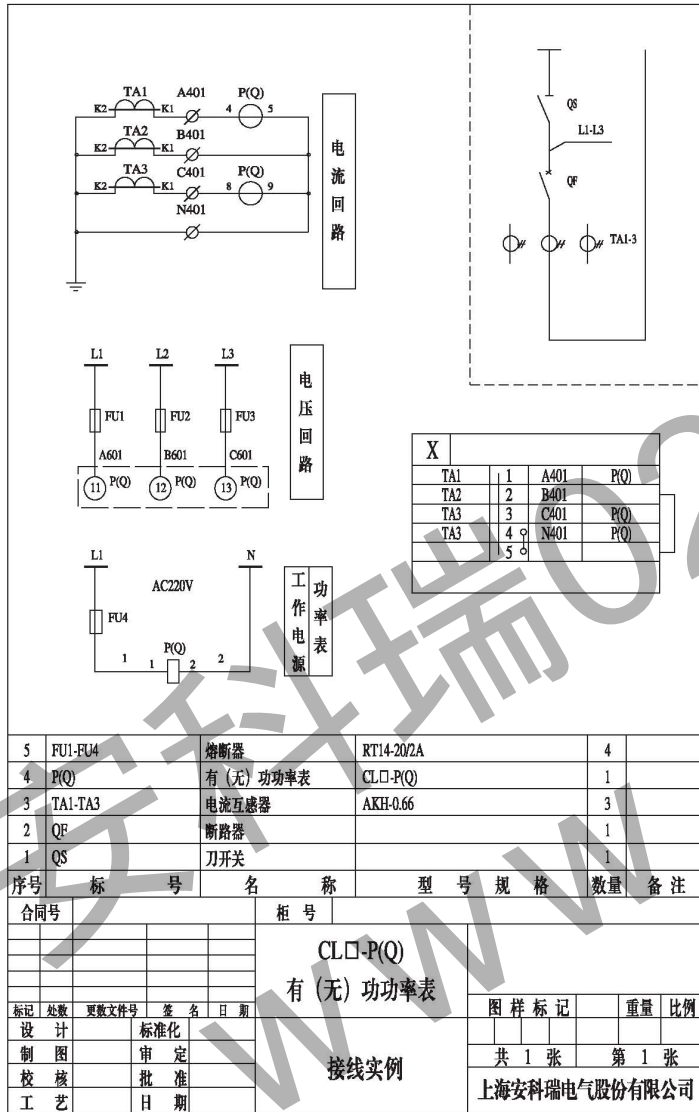 TA1 A401 P(Q)
K2 K1 4 5
TA2 B401
K2 K1
TA3 C401 P(Q)
K2 K1 8 9
N401
电流回路
QS
L1-L3
QF
TA1-3
L1 L2 L3
FU1 FU2 FU3
A601 B601 C601
11 P(Q) 12 P(Q) 13 P(Q)
电压回路
X
TA1 1 A401 P(Q)
TA2 2 B401
TA3 3 C401 P(Q)
TA3 4 N401 P(Q)
5
L1 N
AC220V
FU4
P(Q)
1 1 2 2
功率表
工作电源
5 FU1-FU4 熔断器 RT14-20/2A 4
4 P(Q) 有（无）功功率表 CL□-P(Q) 1
3 TA1-TA3 电流互感器 AKH-0.66 3
2 QF 断路器 1
1 QS 刀开关 1
序号 标号 名称 型号规格 数量 备注
合同号 柜号
CL□-P(Q)
有（无）功功率表
接线实例
标记 处数 更数文件号 签名 日期
设计 标准化
制图 审定
校核 批准
工艺 日期
图样标记 重量 比例
共 1 张 第 1 张
上海安科瑞电气股份有限公司
安科瑞02
www